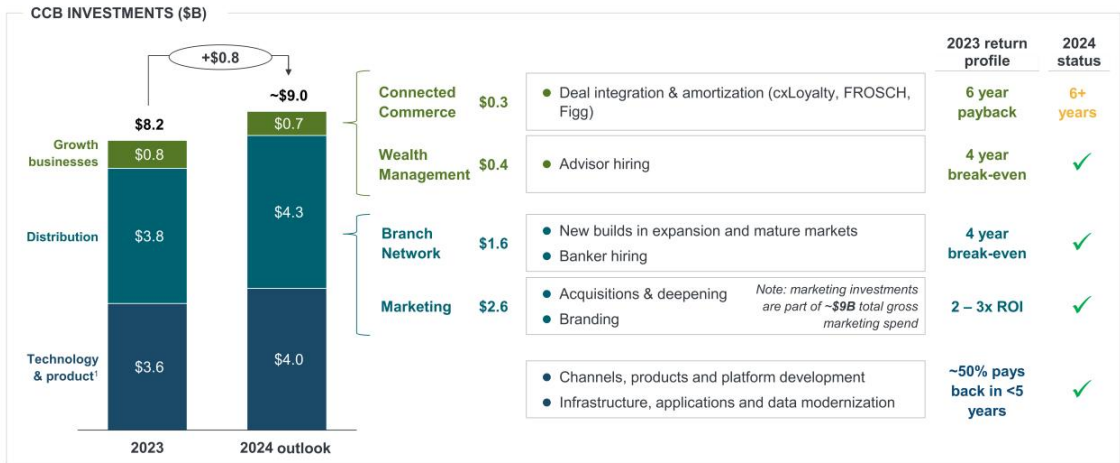 CCB INVESTMENTS ($B)
+$0.8
$8.2
~$9.0
Growth
businesses
$0.8
$0.7
Distribution
$3.8
$4.3
Technology
& product¹
$3.6
$4.0
2023
2024 outlook
2023 return
profile
2024
status
Connected
Commerce
$0.3
Deal integration & amortization (cxLoyalty, FROSCH,
Figg)
6 year
payback
6+
years
Wealth
Management
$0.4
Advisor hiring
4 year
break-even
✓
Branch
Network
$1.6
New builds in expansion and mature markets
Banker hiring
4 year
break-even
✓
Marketing
$2.6
Acquisitions & deepening
Branding
Note: marketing investments
are part of ~$9B total gross
marketing spend
2 – 3x ROI
✓
Channels, products and platform development
Infrastructure, applications and data modernization
~50% pays
back in <5
years
✓